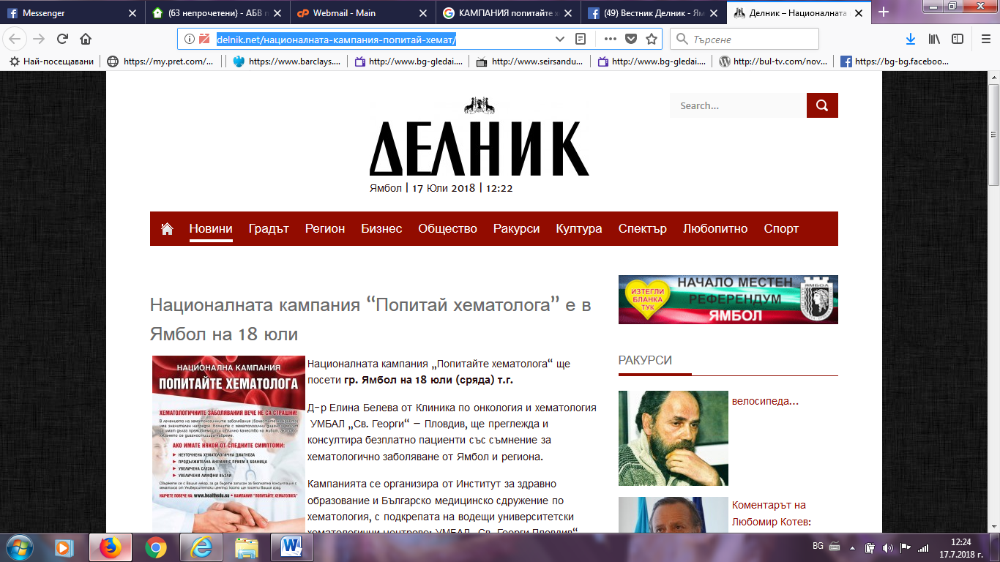 Messenger
(63 непрочетени) - АБВ п
Webmail - Main
КАМПАНИЯ попитайте х
(49) Вестник Делник - Ям
Делник – Националната
delnik.net/националната-кампания-попитай-хемат/
Търсене
Най-посещавани
https://my.pret.com/...
https://www.barclays....
http://www.bg-gledai....
http://www.seirsandu...
http://www.bg-gledai....
http://bul-tv.com/nov...
https://bg-bg.faceboo...
Search...
ДЕЛНИК
Ямбол | 17 Юли 2018 | 12:22
Новини Градът Регион Бизнес Общество Ракурси Култура Спектър Любопитно Спорт
Националната кампания “Попитай хематолога” е в
Ямбол на 18 юли
НАЦИОНАЛНА КАМПАНИЯ
ПОПИТАЙТЕ ХЕМАТОЛОГА
ХЕМАТОЛОГИЧНИТЕ ЗАБОЛЯВАНИЯ ВЕЧЕ НЕ СА СТРАШНИ!
АКО ИМАТЕ НЯКОЙ ОТ СЛЕДНИТЕ СИМПТОМИ:
НЕУТОЧНЕНА ХЕМАТОЛОГИЧНА ДИАГНОЗА
ПРОДЪЛЖИТЕЛНА АНЕМИЯ С ПРИЕМ В БОЛНИЦА
УВЕЛИЧЕНА СЛЕЗКА
УВЕЛИЧЕНИ ЛИМФНИ ВЪЗЛИ
НАУЧЕТЕ ПОВЕЧЕ НА: www.healthedu.eu • КАМПАНИЯ "ПОПИТАЙТЕ ХЕМАТОЛОГА"
Националната кампания „Попитайте хематолога“ ще
посети гр. Ямбол на 18 юли (сряда) т.г.
Д-р Елина Белева от Клиника по онкология и хематология
УМБАЛ „Св. Георги“ – Пловдив, ще преглежда и
консултира безплатно пациенти със съмнение за
хематологично заболяване от Ямбол и региона.
Кампанията се организира от Институт за здравно
образование и Българско медицинско сдружение по
хематология, с подкрепата на водещи университетски
хематологични центрове: УМБАЛ „Св. Георги Пловдив“
ИЗТЕГЛИ
БЛАНКА
ТУК
НАЧАЛО МЕСТЕН
РЕФЕРЕНДУМ
ЯМБОЛ
ЯМБОЛ
РАКУРСИ
велосипеда...
Коментарът на
Любомир Котев:
BG
12:24
17.7.2018 г.